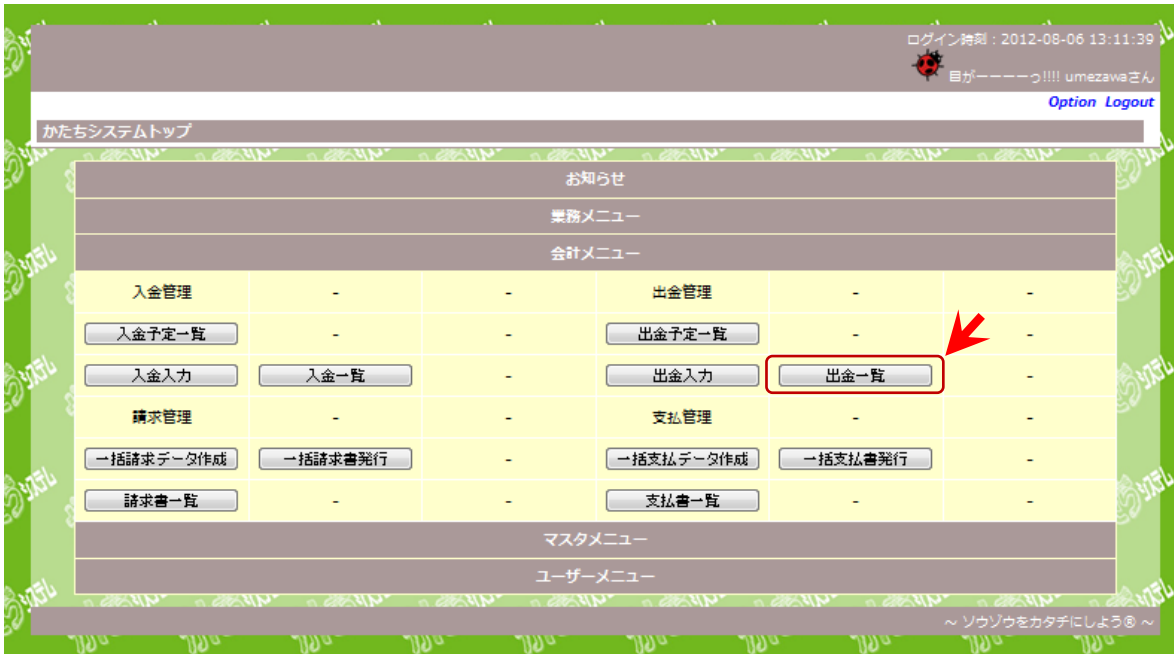 ログイン時刻 : 2012-08-06 13:11:39
目がーーーーっ!!!! umezawaさん
Option Logout
かたちシステムトップ
お知らせ
業務メニュー
会計メニュー
入金管理 - - 出金管理 - -
入金予定一覧 - - 出金予定一覧 - -
入金入力 入金一覧 - 出金入力 出金一覧 -
請求管理 - - 支払管理 - -
一括請求データ作成 一括請求書発行 - 一括支払データ作成 一括支払書発行 -
請求書一覧 - - 支払書一覧 - -
マスタメニュー
ユーザーメニュー
～ ソウゾウをカタチにしよう® ～